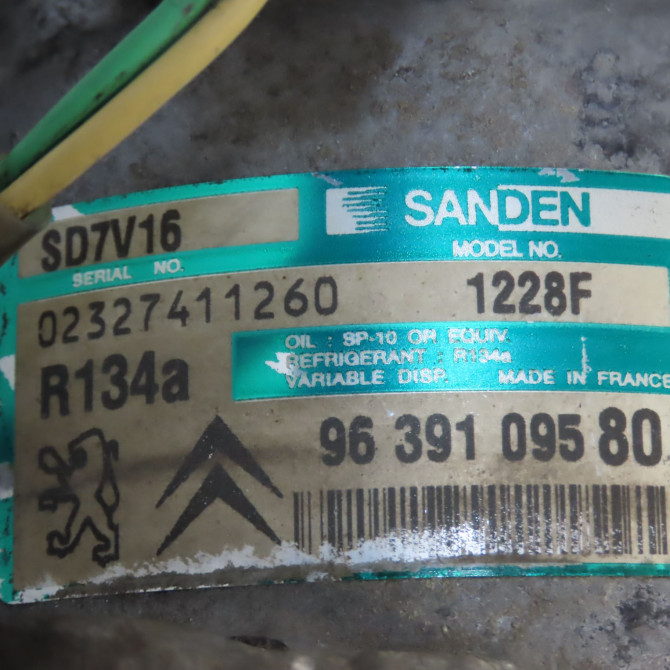 SANDEN
SD7V16
MODEL NO.
SERIAL NO.
02327411260 1228F
OIL : SP-10 OR EQUIV.
REFRIGERANT : R134a
R134a
VARIABLE DISP. MADE IN FRANCE
96 391 095 80